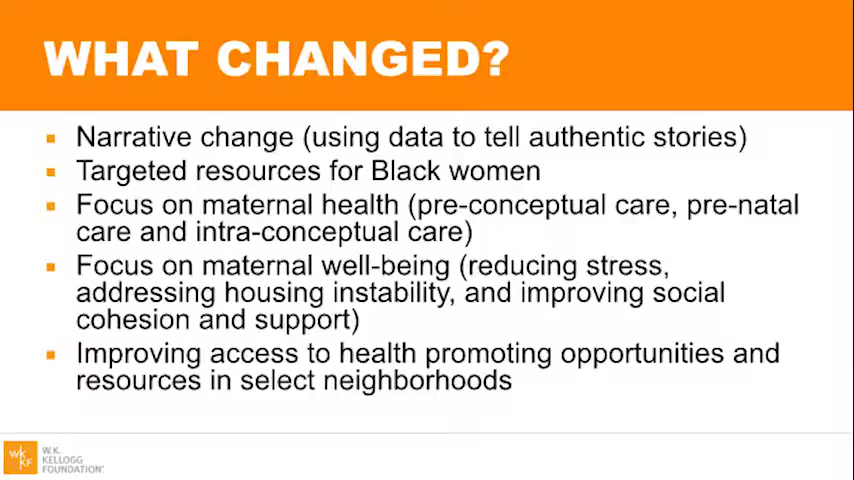 WHAT CHANGED?
Narrative change (using data to tell authentic stories)
Targeted resources for Black women
Focus on maternal health (pre-conceptual care, pre-natal
care and intra-conceptual care)
Focus on maternal well-being (reducing stress,
addressing housing instability, and improving social
cohesion and support)
Improving access to health promoting opportunities and
resources in select neighborhoods
WK
KF
W.K.
KELLOGG
FOUNDATION